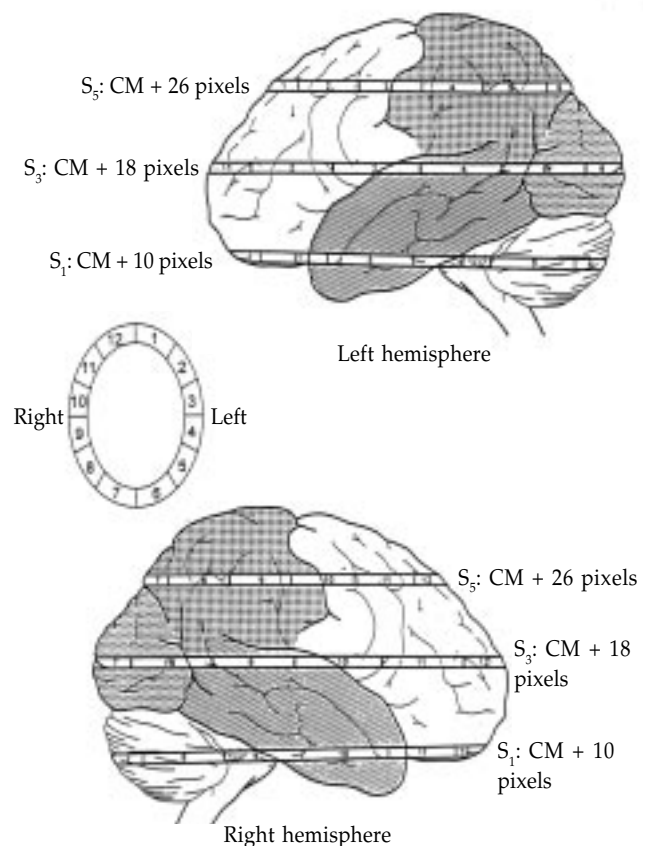 S₅: CM + 26 pixels
S₃: CM + 18 pixels
S₁: CM + 10 pixels
Left hemisphere
12 1
11 2
10 3
Right Left
9 4
8 5
7 6
S₅: CM + 26 pixels
S₃: CM + 18
pixels
S₁: CM + 10
pixels
Right hemisphere